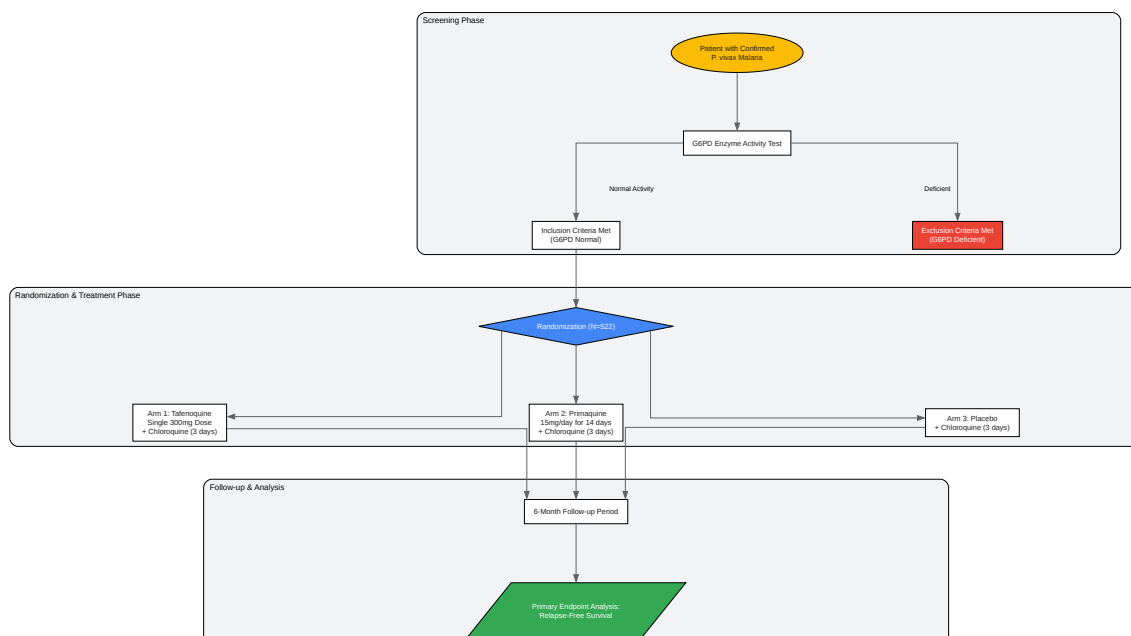 Screening Phase
Patient with Confirmed
P. vivax Malaria
G6PD Enzyme Activity Test
Normal Activity
Deficient
Inclusion Criteria Met
(G6PD Normal)
Exclusion Criteria Met
(G6PD Deficient)
Randomization & Treatment Phase
Randomization (N=522)
Arm 1: Tafenoquine
Single 300mg Dose
+ Chloroquine (3 days)
Arm 2: Primaquine
15mg/day for 14 days
+ Chloroquine (3 days)
Arm 3: Placebo
+ Chloroquine (3 days)
Follow-up & Analysis
6-Month Follow-up Period
Primary Endpoint Analysis:
Relapse-Free Survival